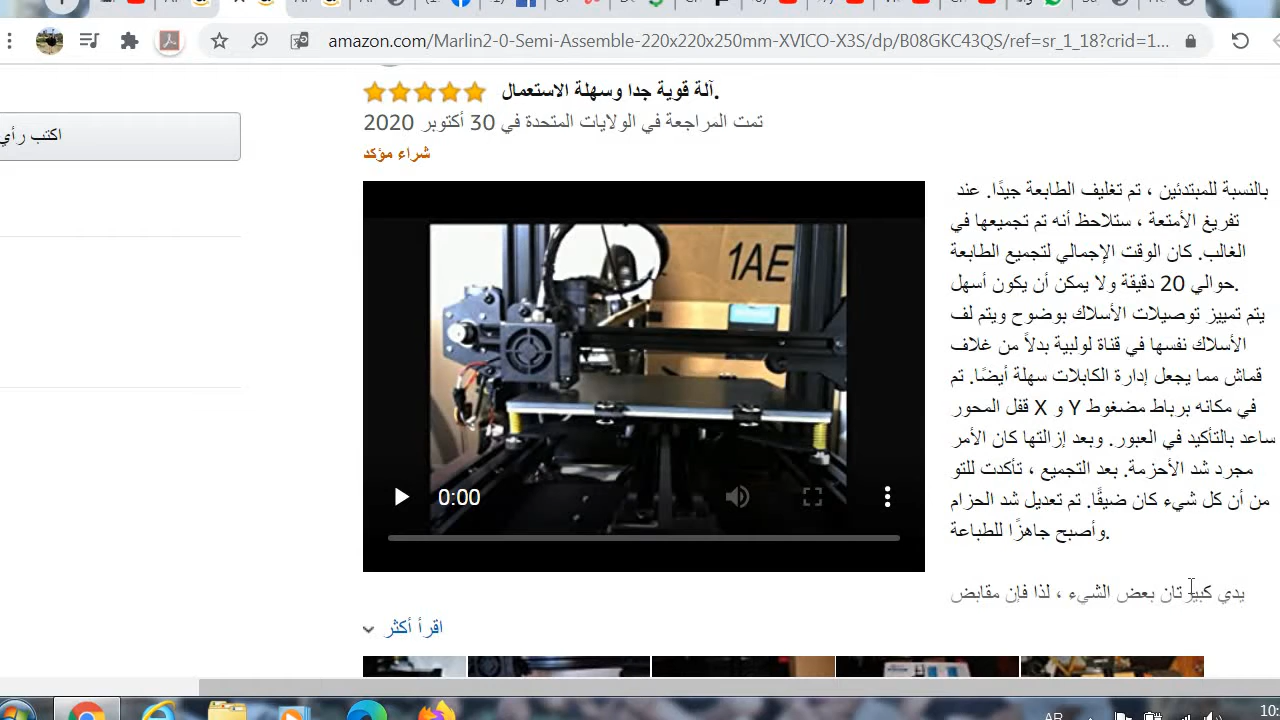 amazon.com/Marlin2-0-Semi-Assemble-220x220x250mm-XVICO-X3S/dp/B08GKC43QS/ref=sr_1_18?crid=1...
آلة قوية جدا وسهلة الاستعمال.
تمت المراجعة في الولايات المتحدة في 30 أكتوبر 2020
شراء مؤكد
اكتب رأي
بالنسبة للمبتدئين ، تم تغليف الطابعة جيدًا. عند
تفريغ الأمتعة ، ستلاحظ أنه تم تجميعها في
الغالب. كان الوقت الإجمالي لتجميع الطابعة
حوالي 20 دقيقة ولا يمكن أن يكون أسهل.
يتم تمييز توصيلات الأسلاك بوضوح ويتم لف
الأسلاك نفسها في قناة لولبية بدلاً من غلاف
قماش مما يجعل إدارة الكابلات سهلة أيضًا. تم
قفل المحور X و Y في مكانه برباط مضغوط
ساعد بالتأكيد في العبور. وبعد إزالتها كان الأمر
مجرد شد الأحزمة. بعد التجميع ، تأكدت للتو
من أن كل شيء كان ضيقًا. تم تعديل شد الحزام
وأصبح جاهزًا للطباعة.
يدي كبيرتان بعض الشيء ، لذا فإن مقابض
1AE
0:00
اقرأ أكثر
AR
10: